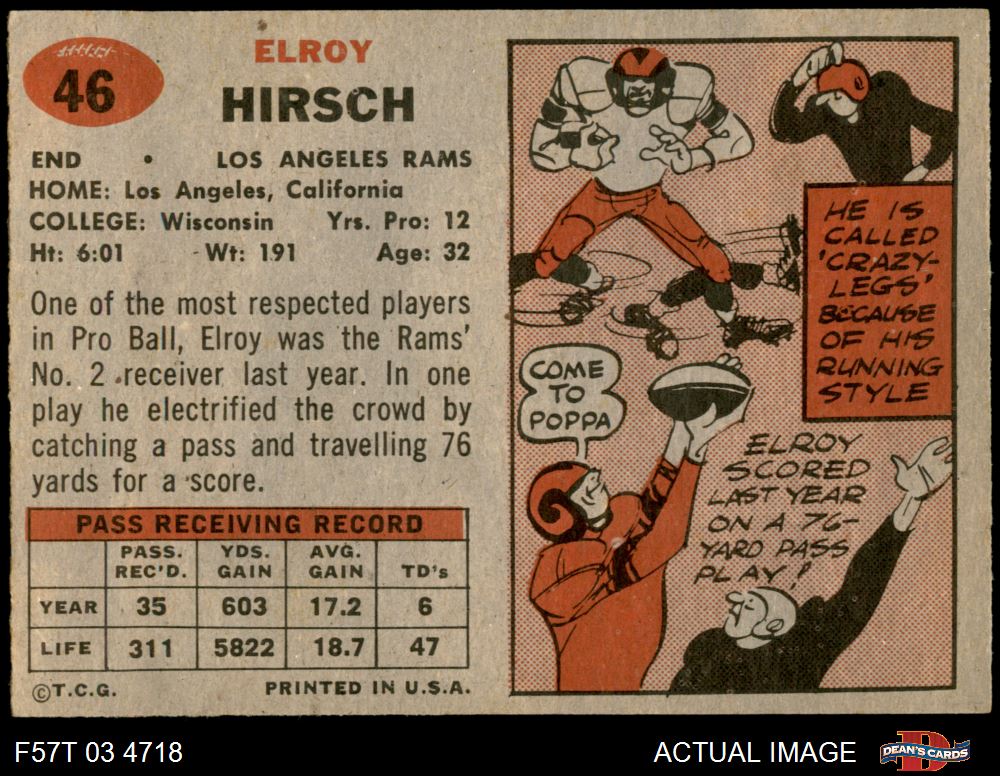 46
ELROY
HIRSCH
END • LOS ANGELES RAMS
HOME: Los Angeles, California
COLLEGE: Wisconsin Yrs. Pro: 12
Ht: 6:01 Wt: 191 Age: 32
One of the most respected players
in Pro Ball, Elroy was the Rams'
No. 2 receiver last year. In one
play he electrified the crowd by
catching a pass and travelling 76
yards for a score.
PASS RECEIVING RECORD
PASS. REC'D. YDS. GAIN AVG. GAIN TD's
YEAR 35 603 17.2 6
LIFE 311 5822 18.7 47
©T.C.G. PRINTED IN U.S.A.
HE IS
CALLED
'CRAZY-
LEGS'
BECAUSE
OF HIS
RUNNING
STYLE
COME
TO
POPPA
ELROY
SCORED
LAST YEAR
ON A 76-
YARD PASS
PLAY!
F57T 03 4718 ACTUAL IMAGE DEAN'S CARDS